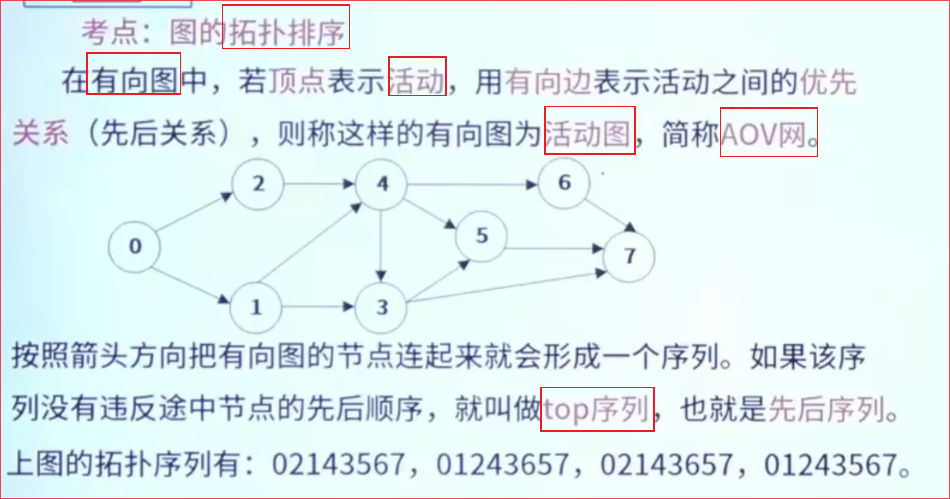 考点：图的拓扑排序
在有向图中，若顶点表示活动，用有向边表示活动之间的优先
关系（先后关系），则称这样的有向图为活动图，简称AOV网。
2 4 6
0 5 7
1 3
按照箭头方向把有向图的节点连起来就会形成一个序列。如果该序
列没有违反途中节点的先后顺序，就叫做top序列，也就是先后序列。
上图的拓扑序列有：02143567，01243657，02143657，01243567。